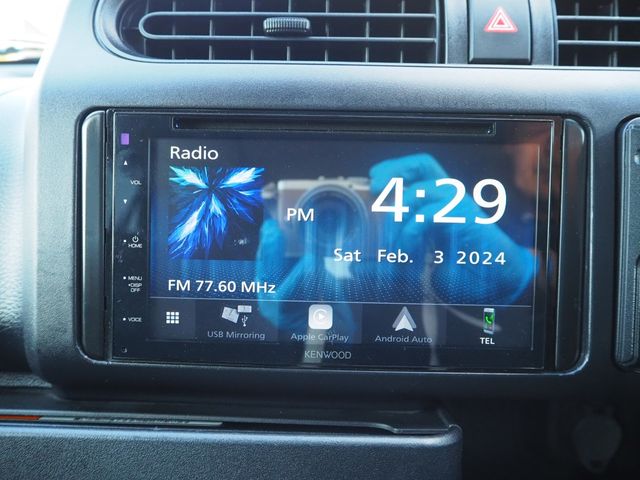 Radio
PM 4:29
Sat Feb. 3 2024
FM 77.60 MHz
VOL
HOME
MENU
DISP
OFF
VOICE
USB Mirroring
Apple CarPlay
Android Auto
TEL
KENWOOD